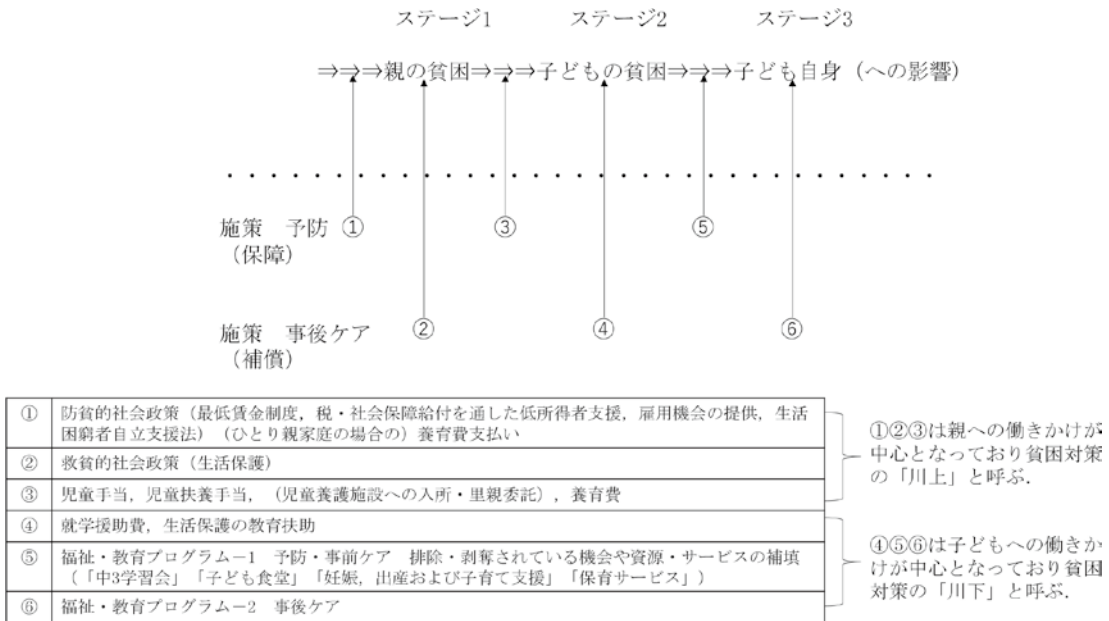 ステージ1 ステージ2 ステージ3
⇒⇒⇒親の貧困⇒⇒⇒子どもの貧困⇒⇒⇒子ども自身（への影響）
施策 予防 ① ③ ⑤
（保障）
施策 事後ケア ② ④ ⑥
（補償）
① 防貧的社会政策（最低賃金制度，税・社会保障給付を通した低所得者支援，雇用機会の提供，生活
困窮者自立支援法）（ひとり親家庭の場合の）養育費支払い
② 救貧的社会政策（生活保護）
③ 児童手当，児童扶養手当，（児童養護施設への入所・里親委託），養育費
①②③は親への働きかけが
中心となっており貧困対策
の「川上」と呼ぶ．
④ 就学援助費，生活保護の教育扶助
⑤ 福祉・教育プログラム－1 予防・事前ケア 排除・剥奪されている機会や資源・サービスの補填
（「中3学習会」「子ども食堂」「妊娠，出産および子育て支援」「保育サービス」）
⑥ 福祉・教育プログラム－2 事後ケア
④⑤⑥は子どもへの働きか
けが中心となっており貧困
対策の「川下」と呼ぶ．